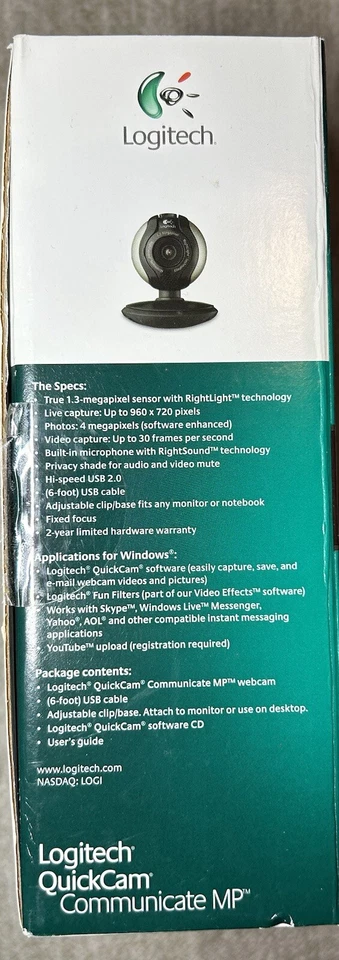 Logitech
Logitech
The Specs:
• True 1.3-megapixel sensor with RightLight™ technology
• Live capture: Up to 960 x 720 pixels
• Photos: 4 megapixels (software enhanced)
• Video capture: Up to 30 frames per second
• Built-in microphone with RightSound™ technology
• Privacy shade for audio and video mute
• Hi-speed USB 2.0
• (6-foot) USB cable
• Adjustable clip/base fits any monitor or notebook
• Fixed focus
• 2-year limited hardware warranty
Applications for Windows®:
• Logitech® QuickCam® software (easily capture, save, and
e-mail webcam videos and pictures)
• Logitech® Fun Filters (part of our Video Effects™ software)
• Works with Skype™, Windows Live™ Messenger,
Yahoo®, AOL® and other compatible instant messaging
applications
• YouTube™ upload (registration required)
Package contents:
• Logitech® QuickCam® Communicate MP™ webcam
• (6-foot) USB cable
• Adjustable clip/base. Attach to monitor or use on desktop.
• Logitech® QuickCam® software CD
• User's guide
www.logitech.com
NASDAQ: LOGI
Logitech®
QuickCam®
Communicate MP™